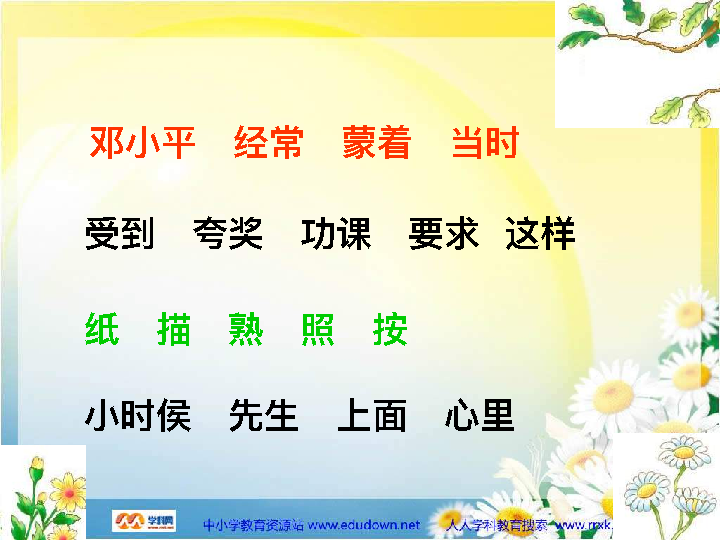 邓小平 经常 蒙着 当时
受到 夸奖 功课 要求 这样
纸 描 熟 照 按
小时侯 先生 上面 心里
学科网 中小学教育资源站 www.edudown.net 人人学科教育搜索 www.rrxk.